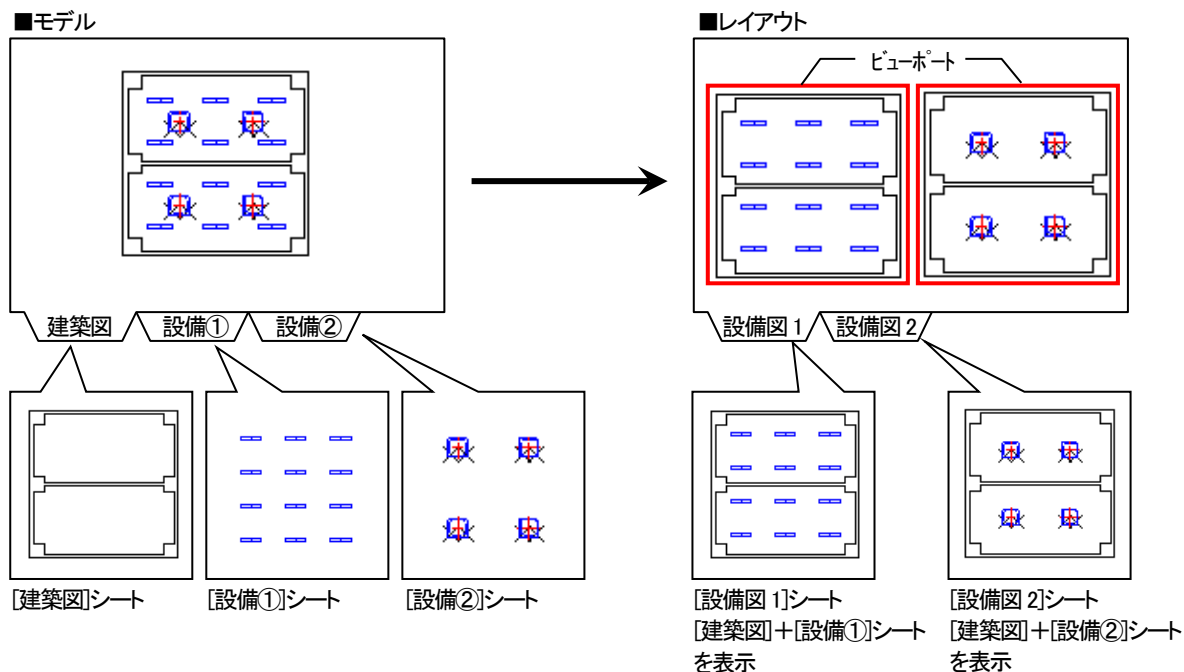 ■モデル
■レイアウト
ビューポート
建築図
設備①
設備②
設備図1
設備図2
[建築図]シート
[設備①]シート
[設備②]シート
[設備図1]シート
[建築図]+[設備①]シート
を表示
[設備図2]シート
[建築図]+[設備②]シート
を表示